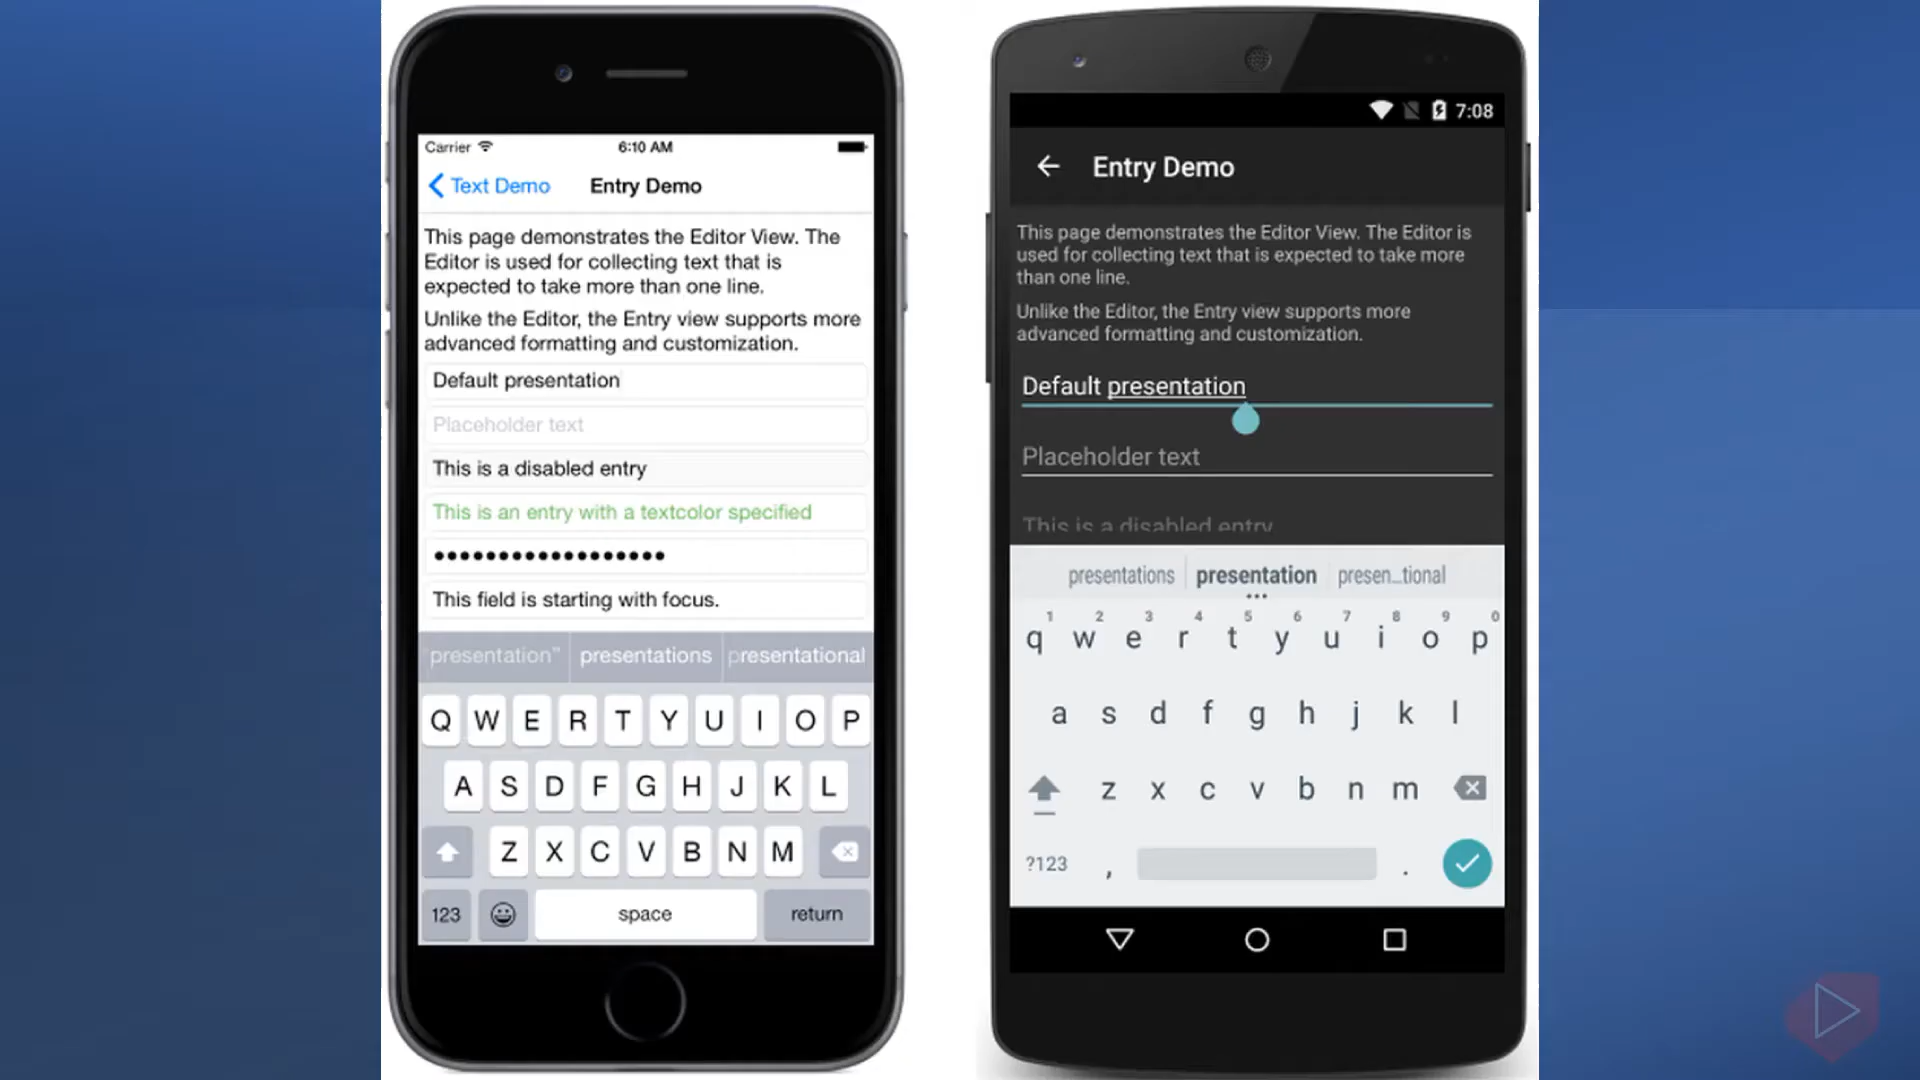 Carrier 6:10 AM
Text Demo Entry Demo
This page demonstrates the Editor View. The
Editor is used for collecting text that is
expected to take more than one line.
Unlike the Editor, the Entry view supports more
advanced formatting and customization.
Default presentation
Placeholder text
This is a disabled entry
This is an entry with a textcolor specified
••••••••••••••••••
This field is starting with focus.
"presentation" presentations presentational
Q W E R T Y U I O P
A S D F G H J K L
Z X C V B N M
123 space return
7:08
Entry Demo
This page demonstrates the Editor View. The Editor is
used for collecting text that is expected to take more
than one line.
Unlike the Editor, the Entry view supports more
advanced formatting and customization.
Default presentation
Placeholder text
This is a disabled entry
presentations presentation presen...tional
1 2 3 4 5 6 7 8 9 0
q w e r t y u i o p
a s d f g h j k l
z x c v b n m
?123 , .